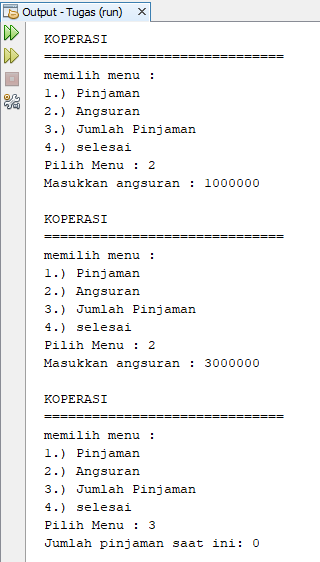 Output - Tugas (run)
KOPERASI
==============================
memilih menu :
1.) Pinjaman
2.) Angsuran
3.) Jumlah Pinjaman
4.) selesai
Pilih Menu : 2
Masukkan angsuran : 1000000
KOPERASI
==============================
memilih menu :
1.) Pinjaman
2.) Angsuran
3.) Jumlah Pinjaman
4.) selesai
Pilih Menu : 2
Masukkan angsuran : 3000000
KOPERASI
==============================
memilih menu :
1.) Pinjaman
2.) Angsuran
3.) Jumlah Pinjaman
4.) selesai
Pilih Menu : 3
Jumlah pinjaman saat ini: 0